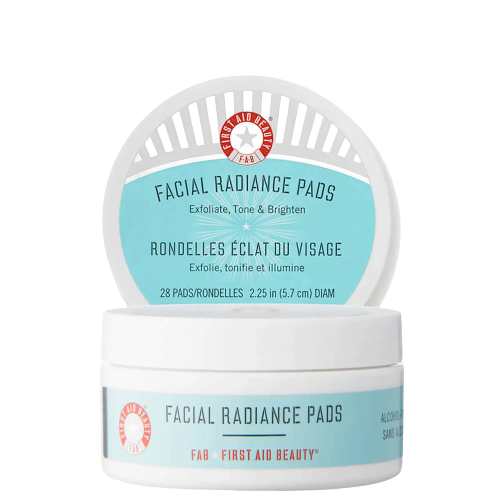 FIRST AID BEAUTY
FAB
FACIAL RADIANCE PADS
Exfoliate, Tone & Brighten
RONDELLES ÉCLAT DU VISAGE
Exfolie, tonifie et illumine
28 PADS/RONDELLES 2.25 in (5.7 cm) DIAM
FIRST AID BEAUTY
FAB
FACIAL RADIANCE PADS
FAB FIRST AID BEAUTY®
SANS